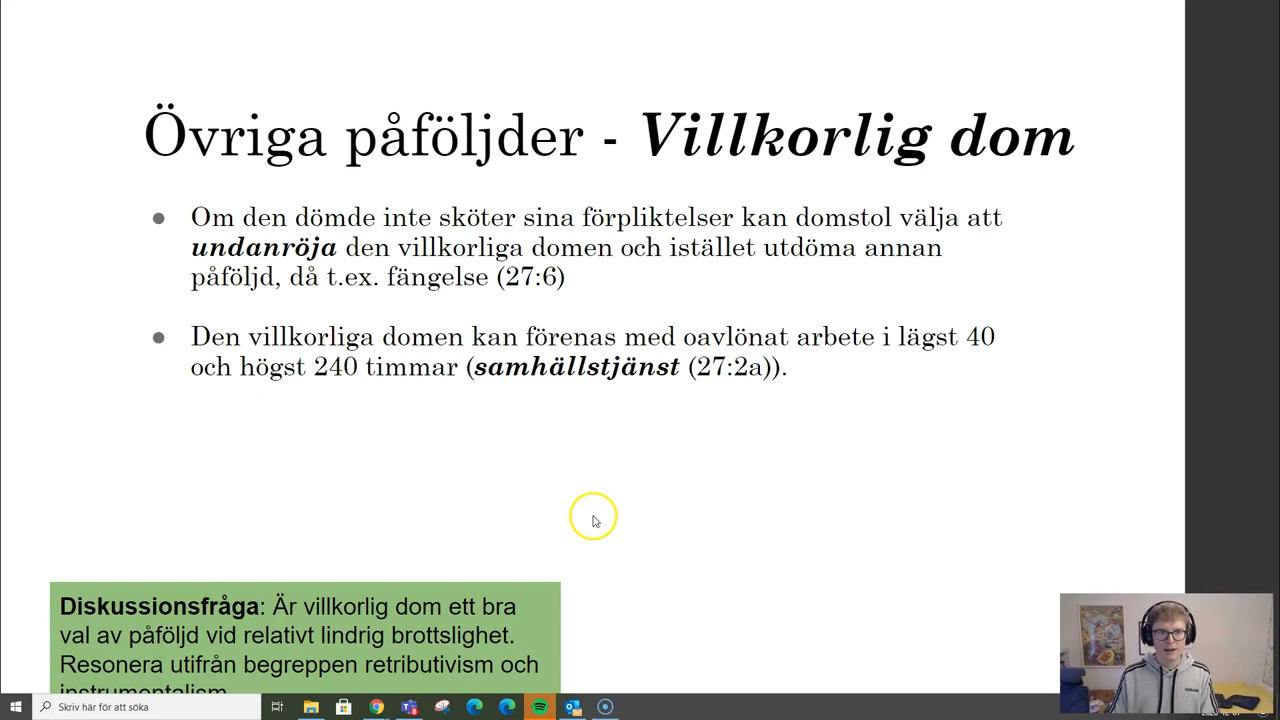 Övriga påföljder - Villkorlig dom
Om den dömde inte sköter sina förpliktelser kan domstol välja att
undanröja den villkorliga domen och istället utdöma annan
påföljd, då t.ex. fängelse (27:6)
Den villkorliga domen kan förenas med oavlönat arbete i lägst 40
och högst 240 timmar (samhällstjänst (27:2a)).
Diskussionsfråga: Är villkorlig dom ett bra
val av påföljd vid relativt lindrig brottslighet.
Resonera utifrån begreppen retributivism och
instrumentalism
Skriv här för att söka